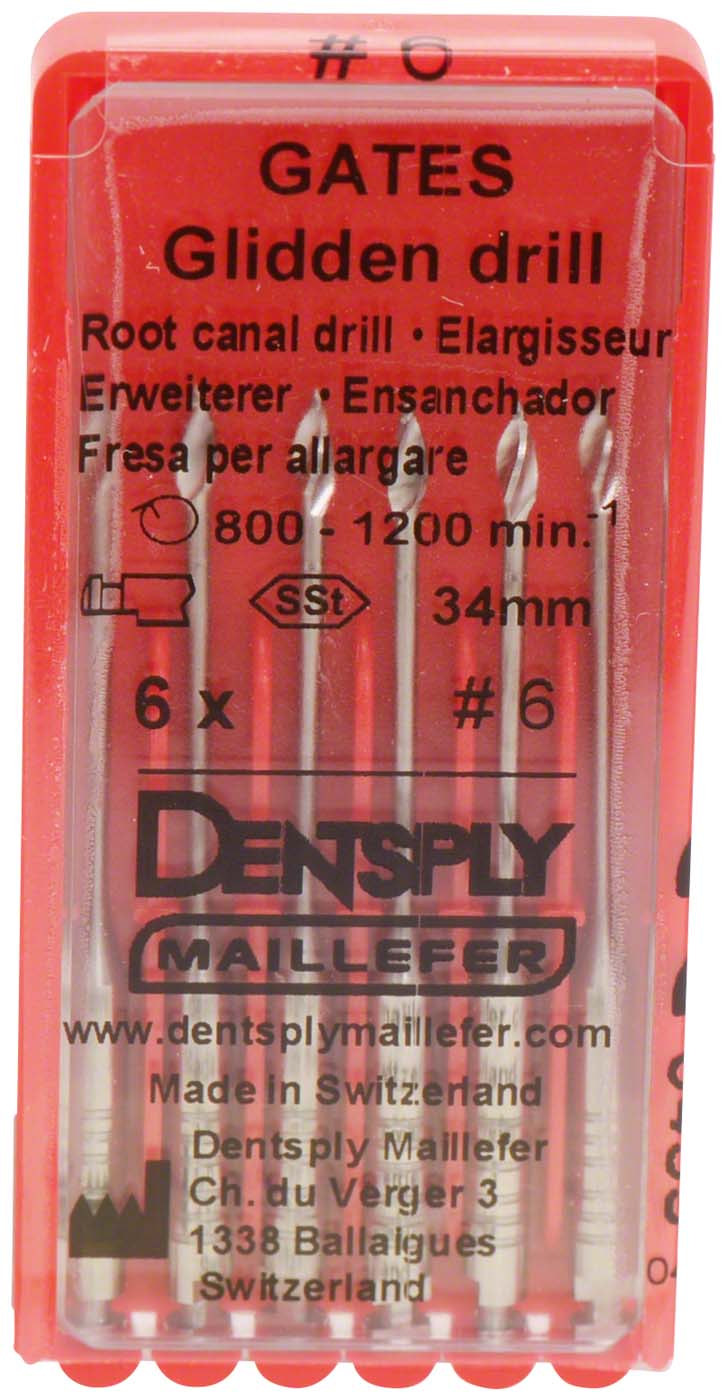 # 6
GATES
Glidden drill
Root canal drill • Elargisseur
Erweiterer • Ensanchador
Fresa per allargare
800 - 1200 min.-1
SSt 34mm
6 x # 6
DENTSPLY
MAILLEFER
www.dentsplymaillefer.com
Made in Switzerland
Dentsply Maillefer
Ch. du Verger 3
1338 Ballaigues
Switzerland